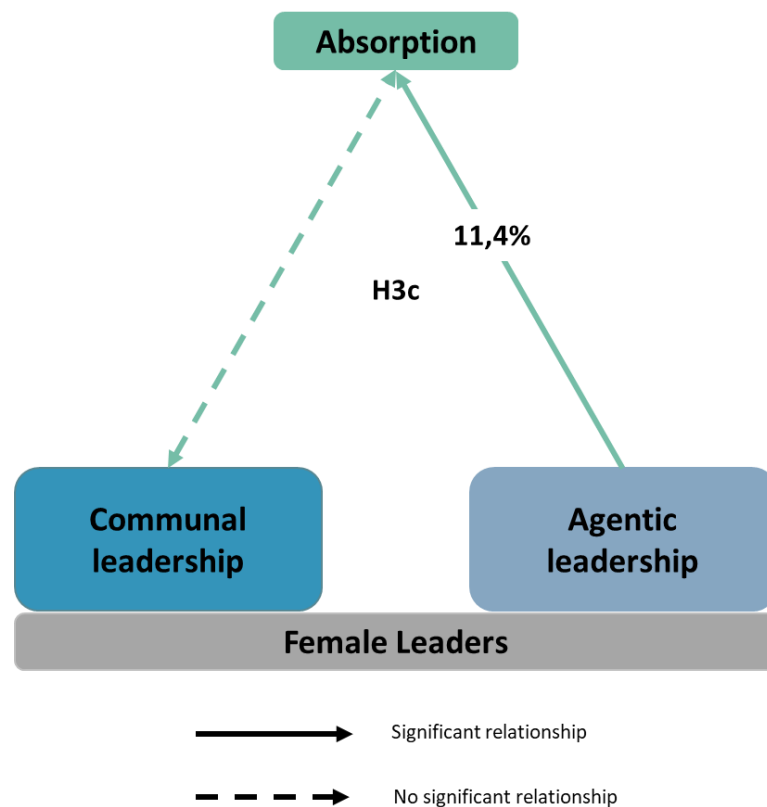 Absorption
11,4%
H3c
Communal
leadership
Agentic
leadership
Female Leaders
Significant relationship
No significant relationship